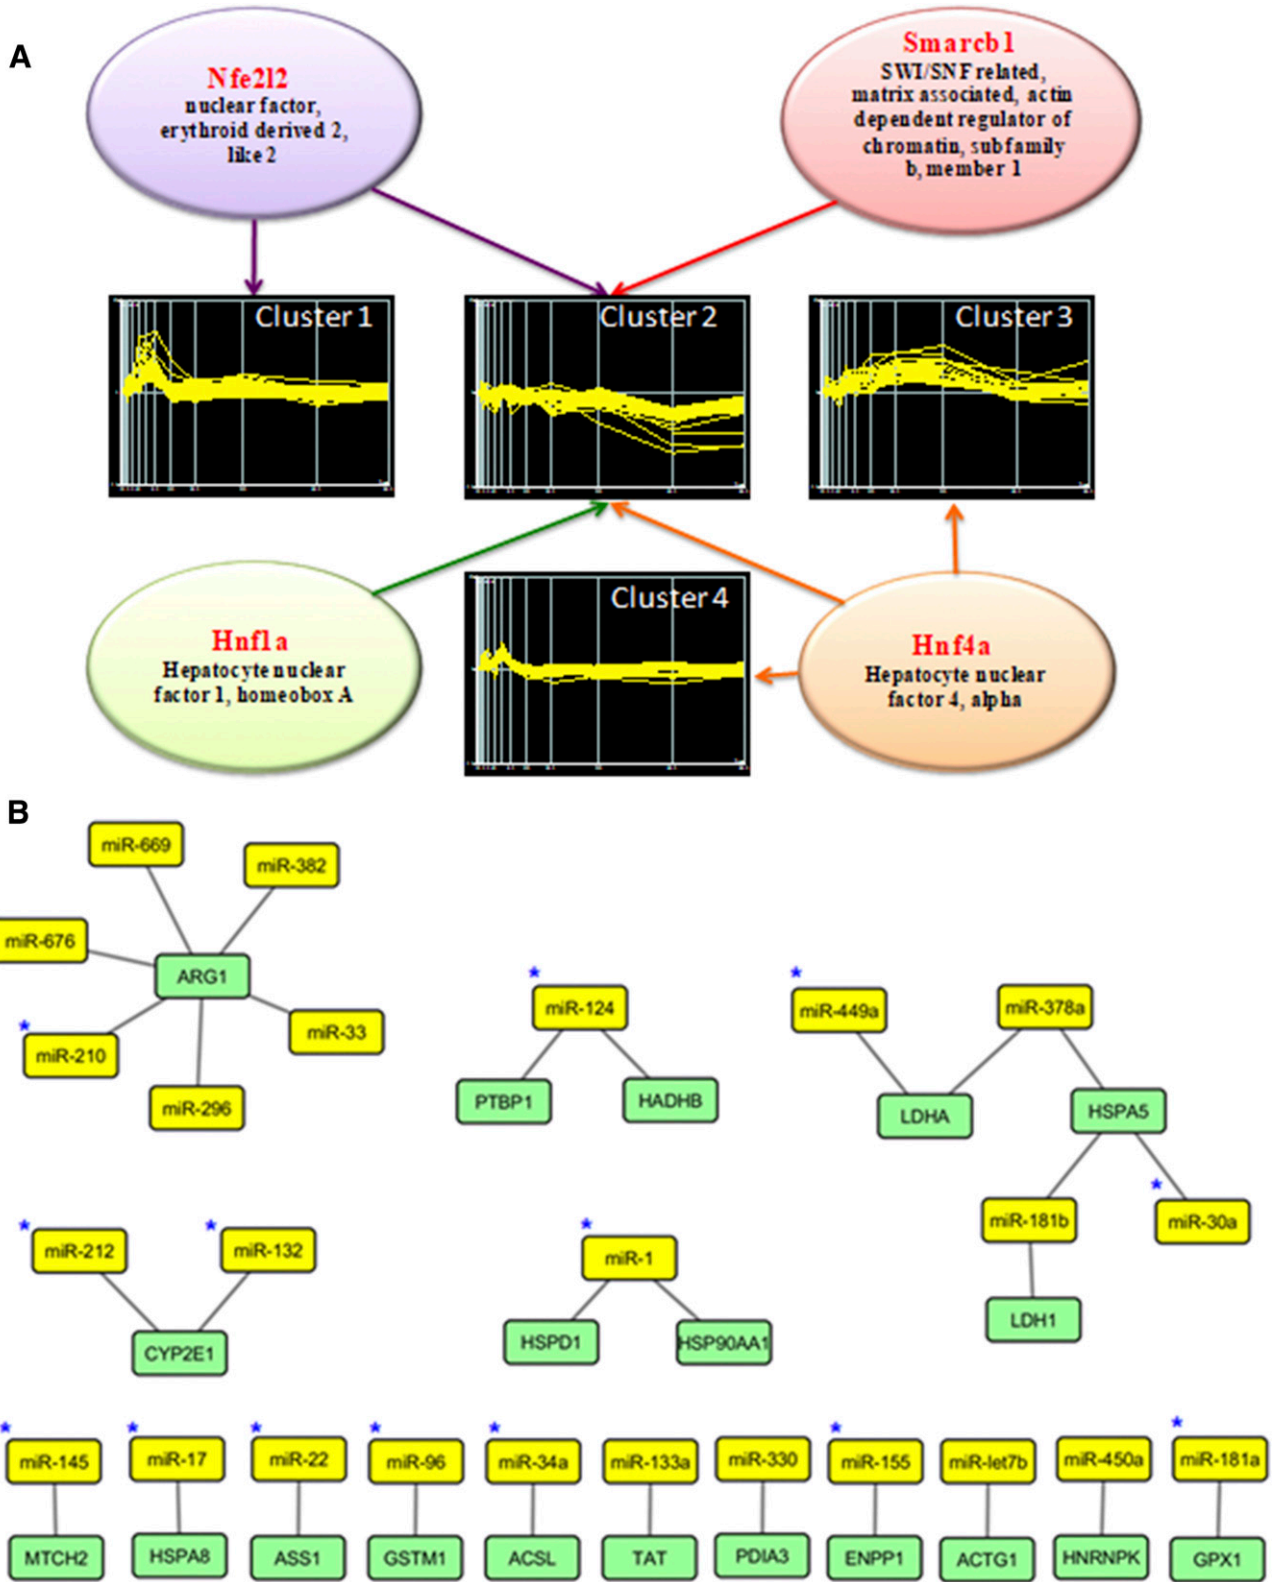 A
Nfe2l2
nuclear factor,
erythroid derived 2,
like 2
Smarcb1
SWI/SNF related,
matrix associated, actin
dependent regulator of
chromatin, subfamily
b, member 1
Cluster 1
Cluster 2
Cluster 3
Hnf1a
Hepatocyte nuclear
factor 1, homeobox A
Cluster 4
Hnf4a
Hepatocyte nuclear
factor 4, alpha
B
miR-669
miR-382
miR-676
ARG1
miR-33
* miR-210
miR-296
* miR-124
PTBP1
HADHB
* miR-449a
miR-378a
LDHA
HSPA5
miR-181b
* miR-30a
LDH1
* miR-212
* miR-132
CYP2E1
* miR-1
HSPD1
HSP90AA1
* miR-145
* miR-17
* miR-22
* miR-96
* miR-34a
miR-133a
miR-330
* miR-155
miR-let7b
miR-450a
* miR-181a
MTCH2
HSPA8
ASS1
GSTM1
ACSL
TAT
PDIA3
ENPP1
ACTG1
HNRNPK
GPX1